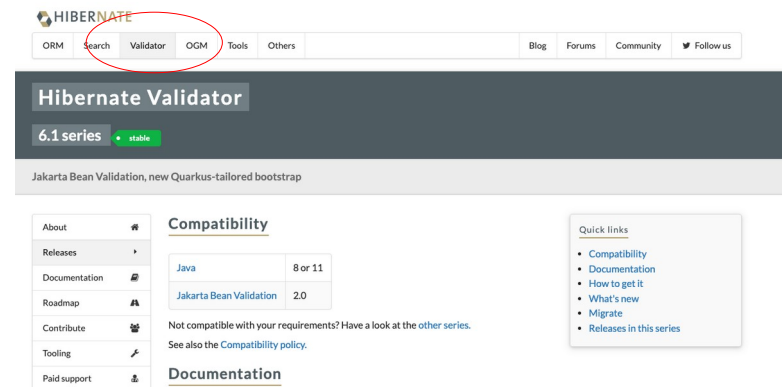 HIBERNATE
ORM Search Validator OGM Tools Others Blog Forums Community Follow us
Hibernate Validator
6.1 series stable
Jakarta Bean Validation, new Quarkus-tailored bootstrap
About
Releases
Documentation
Roadmap
Contribute
Tooling
Paid support
Compatibility
Java 8 or 11
Jakarta Bean Validation 2.0
Not compatible with your requirements? Have a look at the other series.
See also the Compatibility policy.
Documentation
Quick links
Compatibility
Documentation
How to get it
What's new
Migrate
Releases in this series